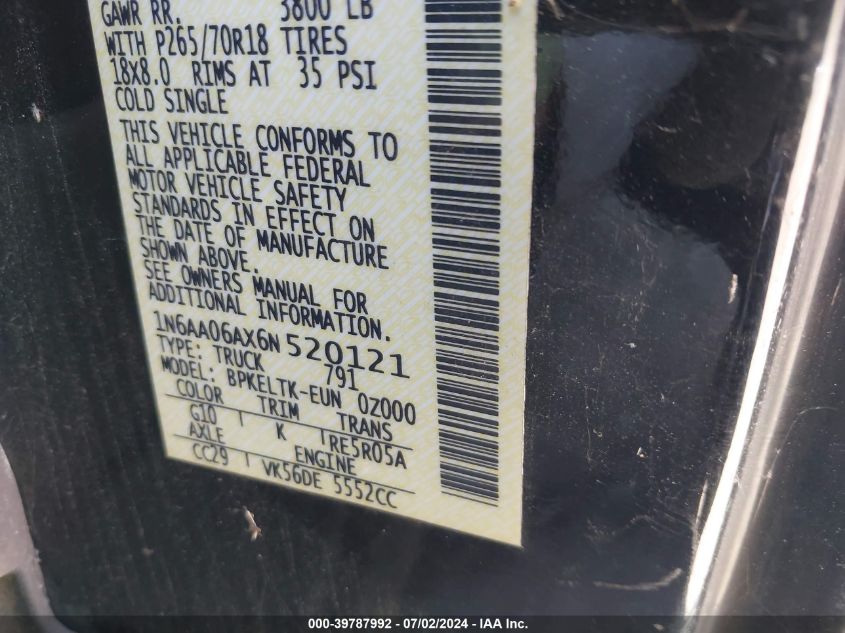 GAWR RR. 3800 LB
WITH P265/70R18 TIRES
18X8.0 RIMS AT 35 PSI
COLD SINGLE
THIS VEHICLE CONFORMS TO
ALL APPLICABLE FEDERAL
MOTOR VEHICLE SAFETY
STANDARDS IN EFFECT ON
THE DATE OF MANUFACTURE
SHOWN ABOVE.
SEE OWNERS MANUAL FOR
ADDITIONAL INFORMATION.
1N6AA06AX6N520121
TYPE: TRUCK 791
MODEL: BPKELTK-EUN 0Z000
COLOR TRIM TRANS
G10 K RE5R05A
AXLE ENGINE
CC29 VK56DE 5552CC
000-39787992 - 07/02/2024 - IAA Inc.